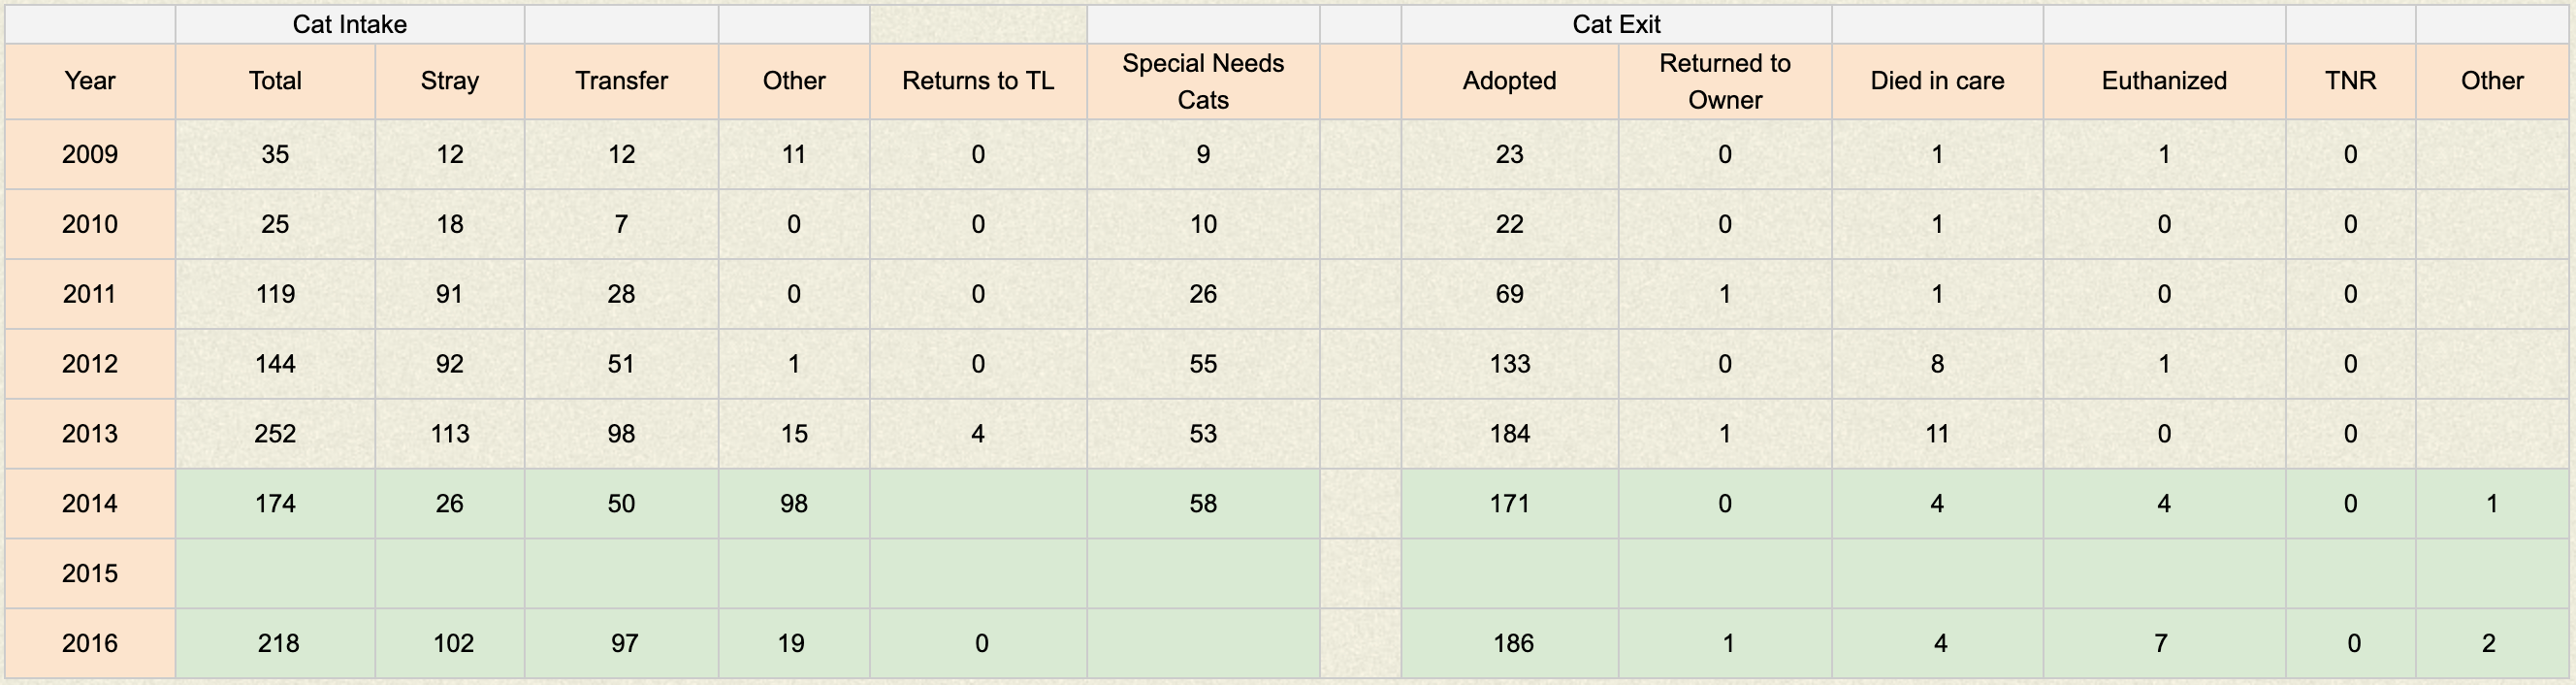 Cat Intake Cat Exit
Year Total Stray Transfer Other Returns to TL Special Needs Cats Adopted Returned to Owner Died in care Euthanized TNR Other
2009 35 12 12 11 0 9 23 0 1 1 0
2010 25 18 7 0 0 10 22 0 1 0 0
2011 119 91 28 0 0 26 69 1 1 0 0
2012 144 92 51 1 0 55 133 0 8 1 0
2013 252 113 98 15 4 53 184 1 11 0 0
2014 174 26 50 98 58 171 0 4 4 0 1
2015
2016 218 102 97 19 0 186 1 4 7 0 2